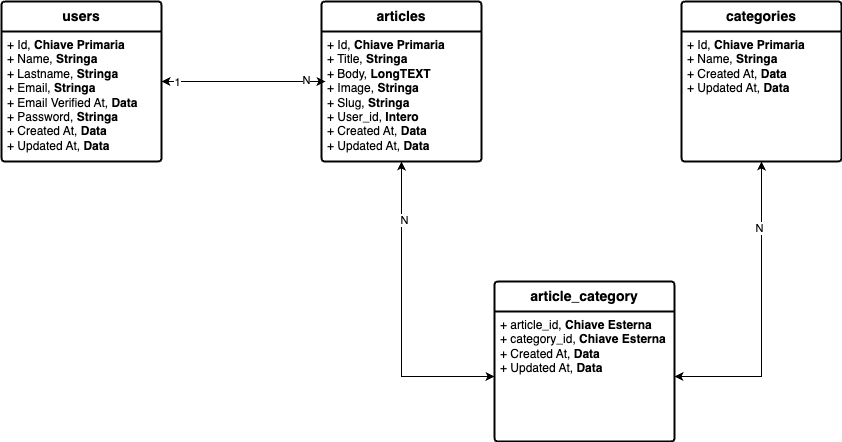 users
+ Id, Chiave Primaria
+ Name, Stringa
+ Lastname, Stringa
+ Email, Stringa
+ Email Verified At, Data
+ Password, Stringa
+ Created At, Data
+ Updated At, Data
1
N
articles
+ Id, Chiave Primaria
+ Title, Stringa
+ Body, LongTEXT
+ Image, Stringa
+ Slug, Stringa
+ User_id, Intero
+ Created At, Data
+ Updated At, Data
categories
+ Id, Chiave Primaria
+ Name, Stringa
+ Created At, Data
+ Updated At, Data
N
N
article_category
+ article_id, Chiave Esterna
+ category_id, Chiave Esterna
+ Created At, Data
+ Updated At, Data